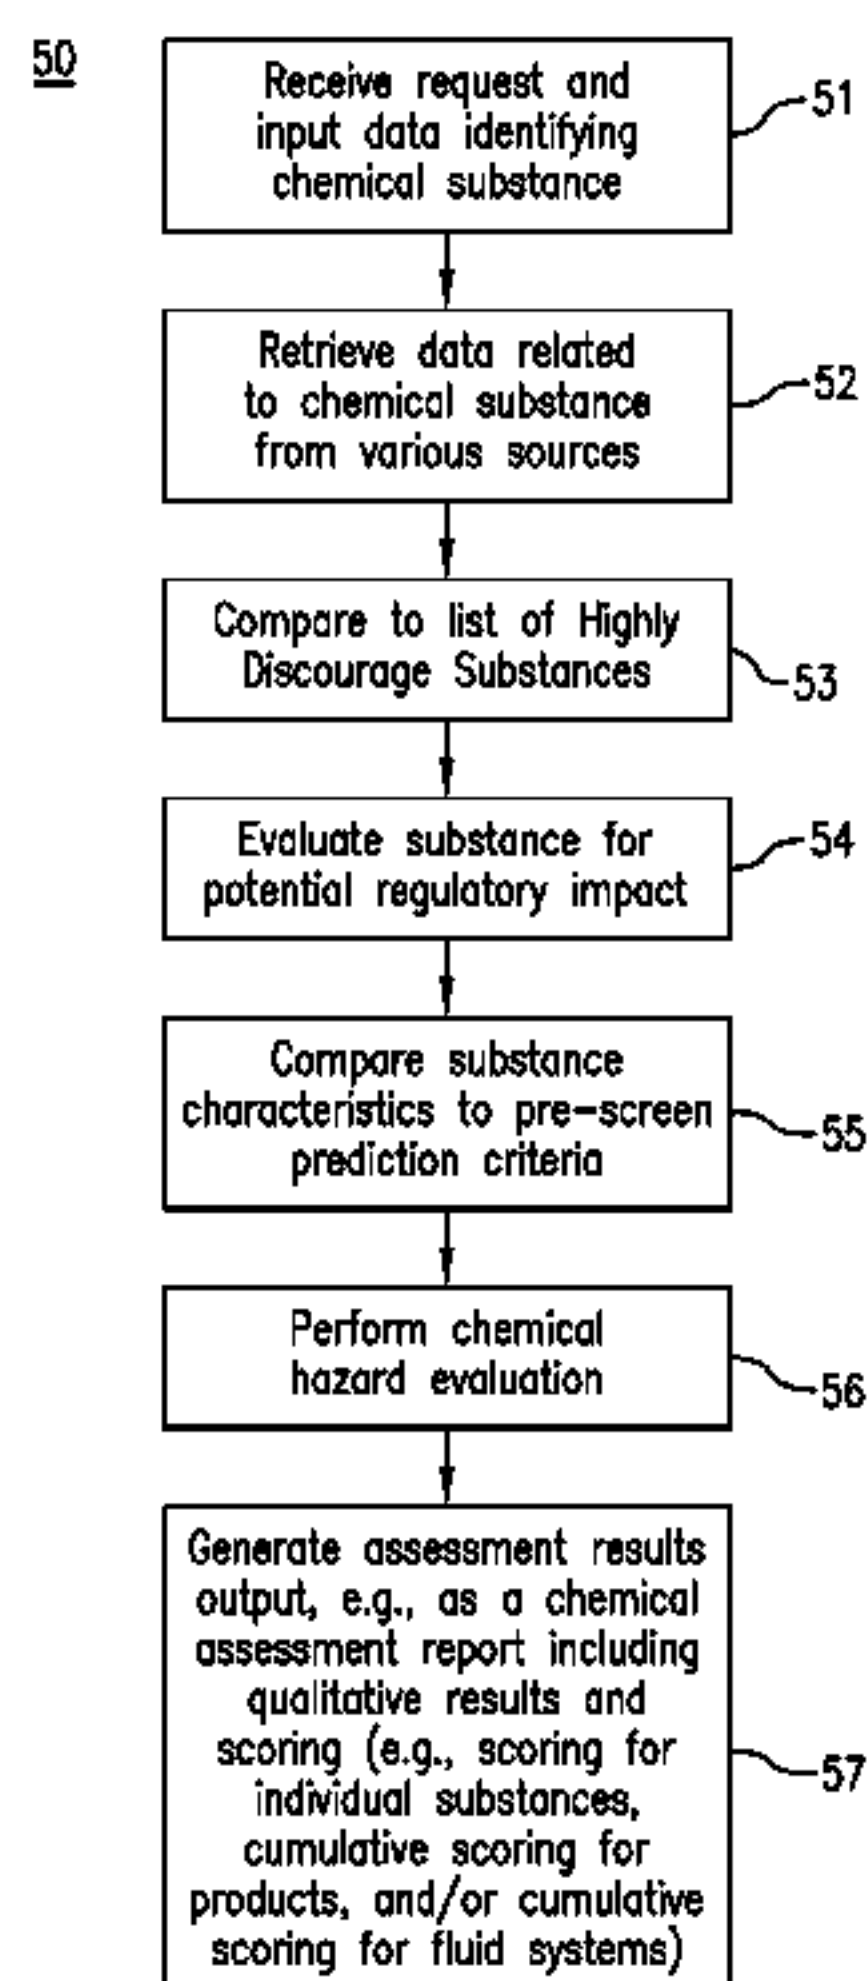 50
Receive request and
input data identifying
chemical substance
51
Retrieve data related
to chemical substance
from various sources
52
Compare to list of Highly
Discourage Substances
53
Evaluate substance for
potential regulatory impact
54
Compare substance
characteristics to pre-screen
prediction criteria
55
Perform chemical
hazard evaluation
56
Generate assessment results
output, e.g., as a chemical
assessment report including
qualitative results and
scoring (e.g., scoring for
individual substances,
cumulative scoring for
products, and/or cumulative
scoring for fluid systems)
57